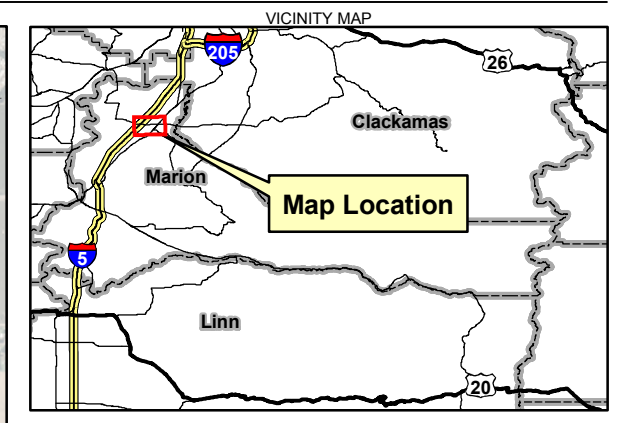 VICINITY MAP
205
26
Clackamas
Marion
Map Location
5
Linn
20